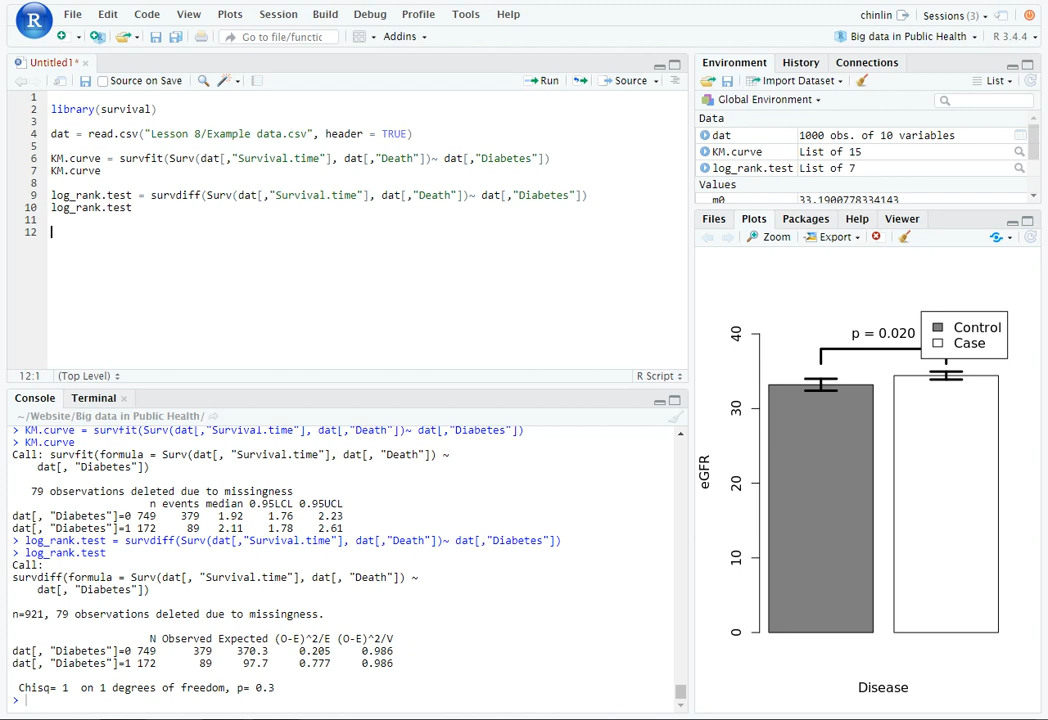 File Edit Code View Plots Session Build Debug Profile Tools Help
chinlin Sessions (3)
Go to file/functic Addins
Big data in Public Health R 3.4.4
Untitled1* ×
Source on Save Run Source
1
2 library(survival)
3
4 dat = read.csv("Lesson 8/Example data.csv", header = TRUE)
5
6 KM.curve = survfit(Surv(dat[,"Survival.time"], dat[,"Death"])~ dat[,"Diabetes"])
7 KM.curve
8
9 log_rank.test = survdiff(Surv(dat[,"Survival.time"], dat[,"Death"])~ dat[,"Diabetes"])
10 log_rank.test
11
12
12:1 (Top Level) R Script
Console Terminal ×
~/Website/Big data in Public Health/
> KM.curve = survfit(Surv(dat[,"Survival.time"], dat[,"Death"])~ dat[,"Diabetes"])
> KM.curve
Call: survfit(formula = Surv(dat[, "Survival.time"], dat[, "Death"]) ~
dat[, "Diabetes"])
79 observations deleted due to missingness
n events median 0.95LCL 0.95UCL
dat[, "Diabetes"]=0 749 379 1.92 1.76 2.23
dat[, "Diabetes"]=1 172 89 2.11 1.78 2.61
> log_rank.test = survdiff(Surv(dat[,"Survival.time"], dat[,"Death"])~ dat[,"Diabetes"])
> log_rank.test
Call:
survdiff(formula = Surv(dat[, "Survival.time"], dat[, "Death"]) ~
dat[, "Diabetes"])
n=921, 79 observations deleted due to missingness.
N Observed Expected (O-E)^2/E (O-E)^2/V
dat[, "Diabetes"]=0 749 379 370.3 0.205 0.986
dat[, "Diabetes"]=1 172 89 97.7 0.777 0.986
Chisq= 1 on 1 degrees of freedom, p= 0.3
>
Environment History Connections
Import Dataset List
Global Environment
Data
dat 1000 obs. of 10 variables
KM.curve List of 15
log_rank.test List of 7
Values
m0 33.1900778334143
Files Plots Packages Help Viewer
Zoom Export
Control
Case
p = 0.020
40
30
20
10
0
eGFR
Disease